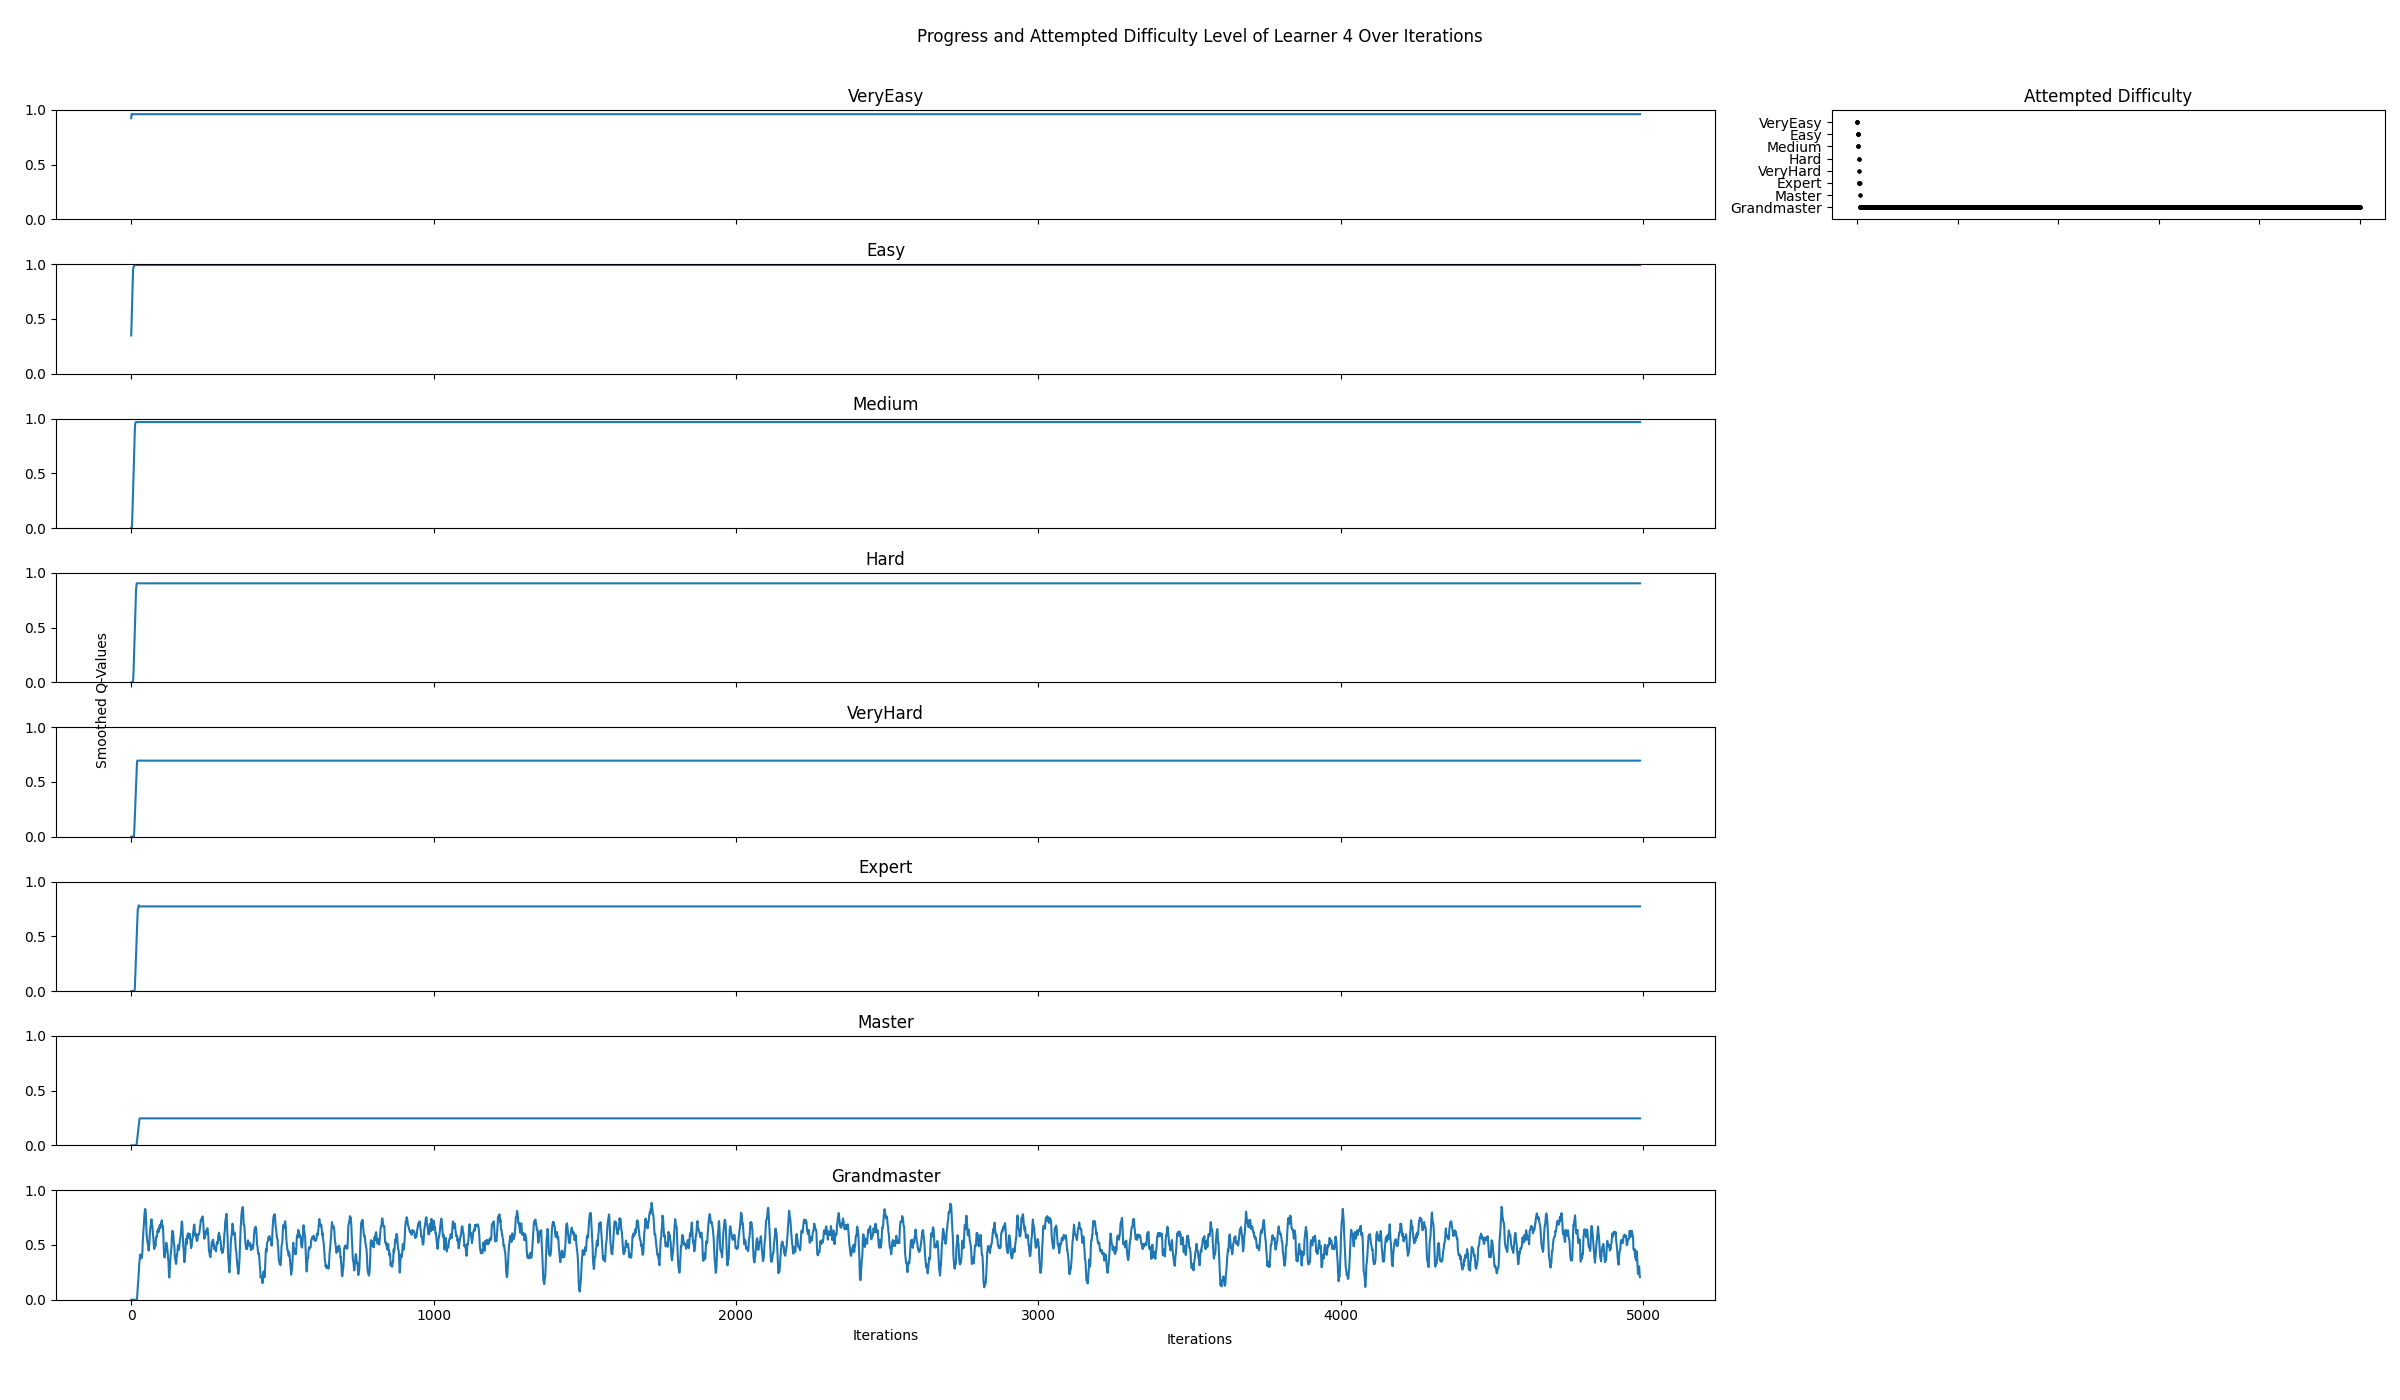 Progress and Attempted Difficulty Level of Learner 4 Over Iterations
VeryEasy
1.0
0.5
0.0
Attempted Difficulty
VeryEasy
Easy
Medium
Hard
VeryHard
Expert
Master
Grandmaster
Easy
1.0
0.5
0.0
Medium
1.0
0.5
0.0
Hard
1.0
0.5
0.0
Smoothed Q-Values
VeryHard
1.0
0.5
0.0
Expert
1.0
0.5
0.0
Master
1.0
0.5
0.0
Grandmaster
1.0
0.5
0.0
0 1000 2000 3000 4000 5000
Iterations
Iterations